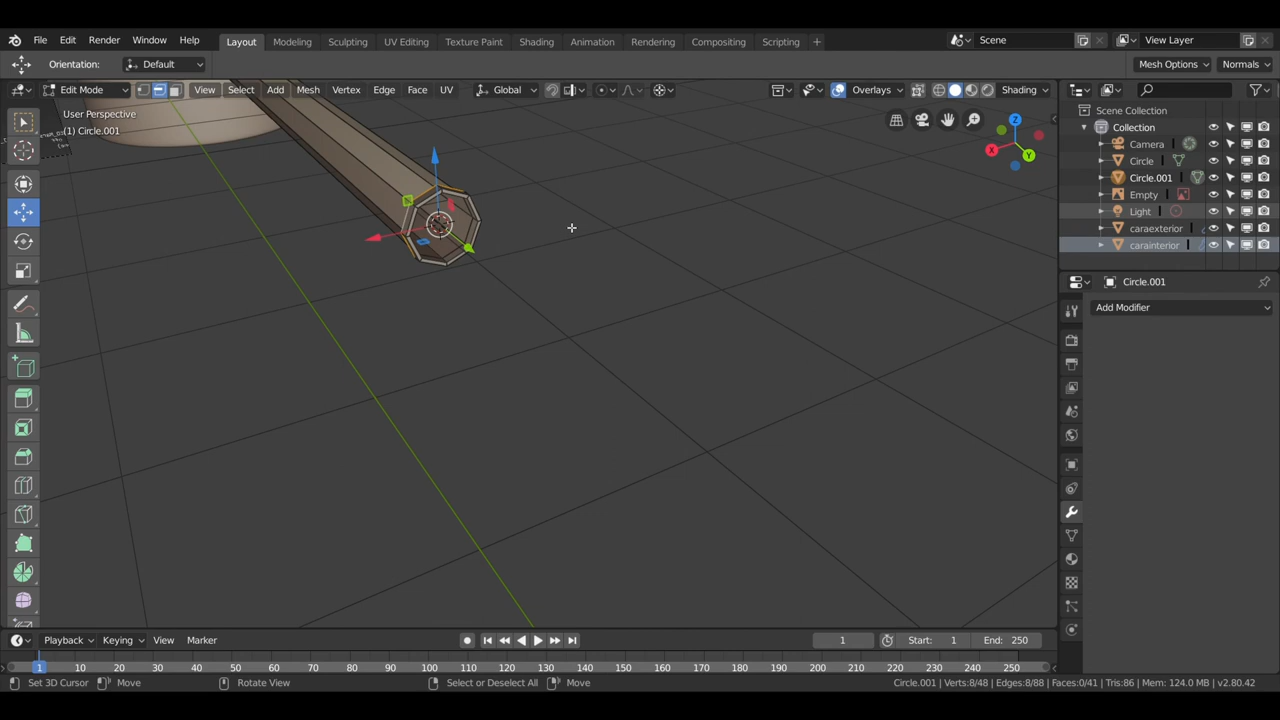 File Edit Render Window Help Layout Modeling Sculpting UV Editing Texture Paint Shading Animation Rendering Compositing Scripting + Scene View Layer
Orientation: Default Mesh Options Normals
Edit Mode View Select Add Mesh Vertex Edge Face UV Global Overlays Shading
User Perspective
(1) Circle.001
X Y Z
Scene Collection
Collection
Camera
Circle
Circle.001
Empty
Light
caraexterior
carainterior
Circle.001
Add Modifier
Playback Keying View Marker 1 Start: 1 End: 250
1 10 20 30 40 50 60 70 80 90 100 110 120 130 140 150 160 170 180 190 200 210 220 230 240 250
Set 3D Cursor Move Rotate View Select or Deselect All Move Circle.001 | Verts:8/48 | Edges:8/88 | Faces:0/41 | Tris:86 | Mem: 124.0 MB | v2.80.42